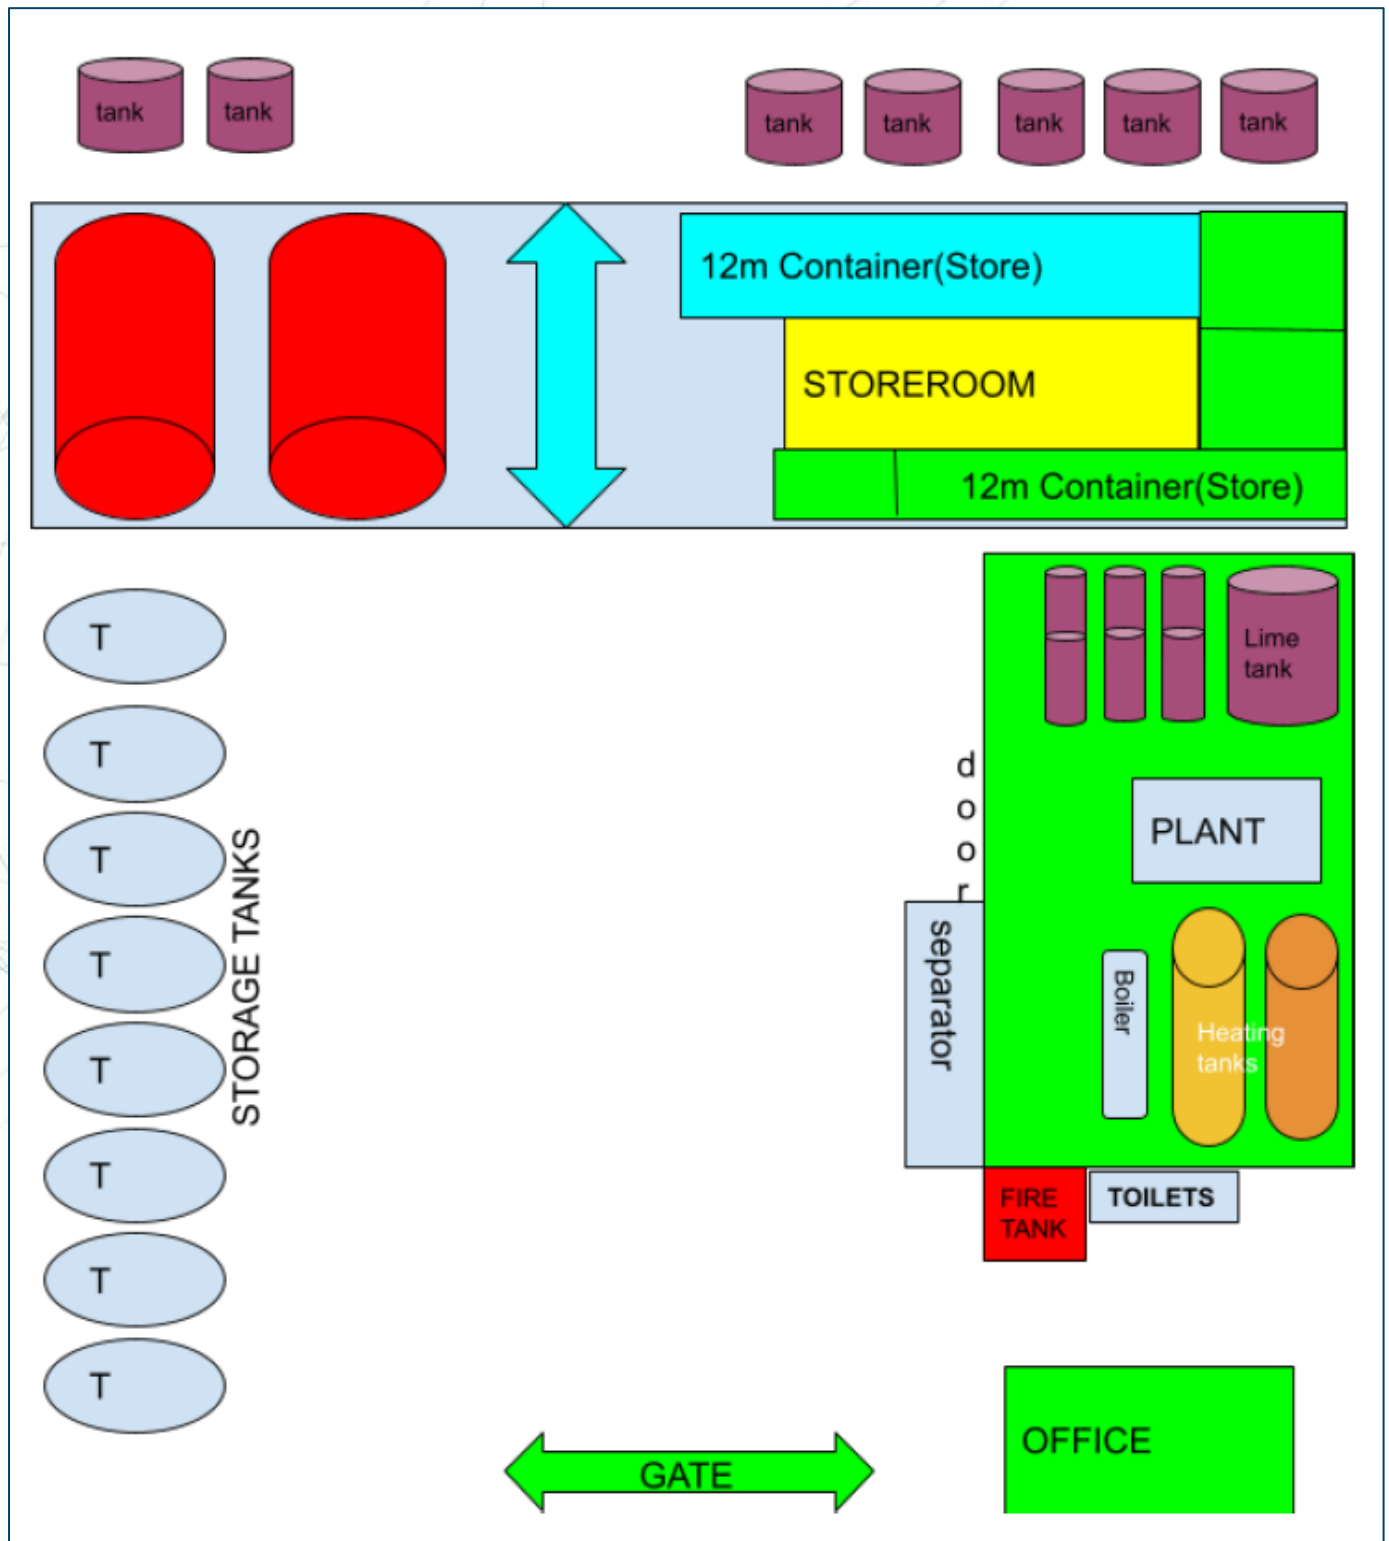 tank
tank
tank
tank
tank
tank
tank
12m Container(Store)
STOREROOM
12m Container(Store)
T
T
T
T
T
T
T
T
STORAGE TANKS
Lime
tank
door
PLANT
separator
Boiler
Heating
tanks
FIRE
TANK
TOILETS
OFFICE
GATE